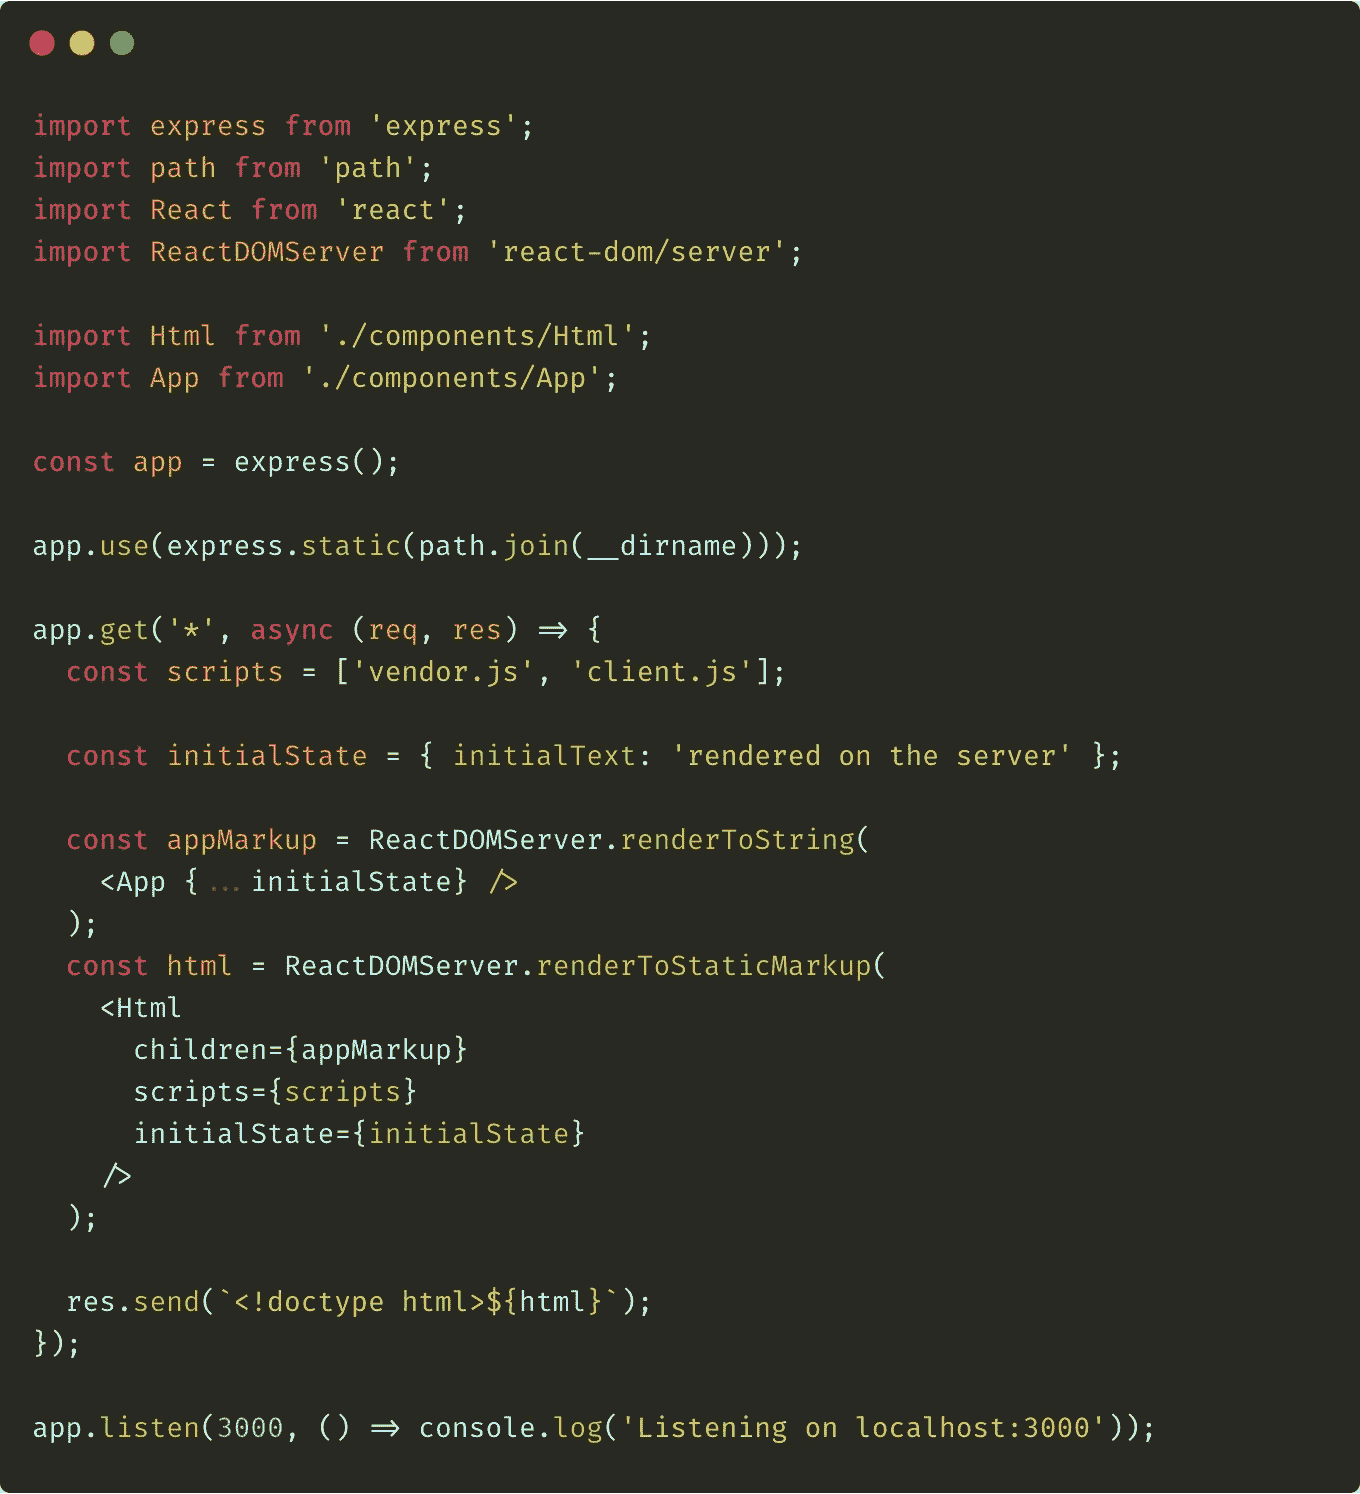 import express from 'express';
import path from 'path';
import React from 'react';
import ReactDOMServer from 'react-dom/server';

import Html from './components/Html';
import App from './components/App';

const app = express();

app.use(express.static(path.join(__dirname)));

app.get('*', async (req, res) => {
  const scripts = ['vendor.js', 'client.js'];

  const initialState = { initialText: 'rendered on the server' };

  const appMarkup = ReactDOMServer.renderToString(
    <App {...initialState} />
  );
  const html = ReactDOMServer.renderToStaticMarkup(
    <Html
      children={appMarkup}
      scripts={scripts}
      initialState={initialState}
    />
  );

  res.send(`<!doctype html>${html}`);
});

app.listen(3000, () => console.log('Listening on localhost:3000'));